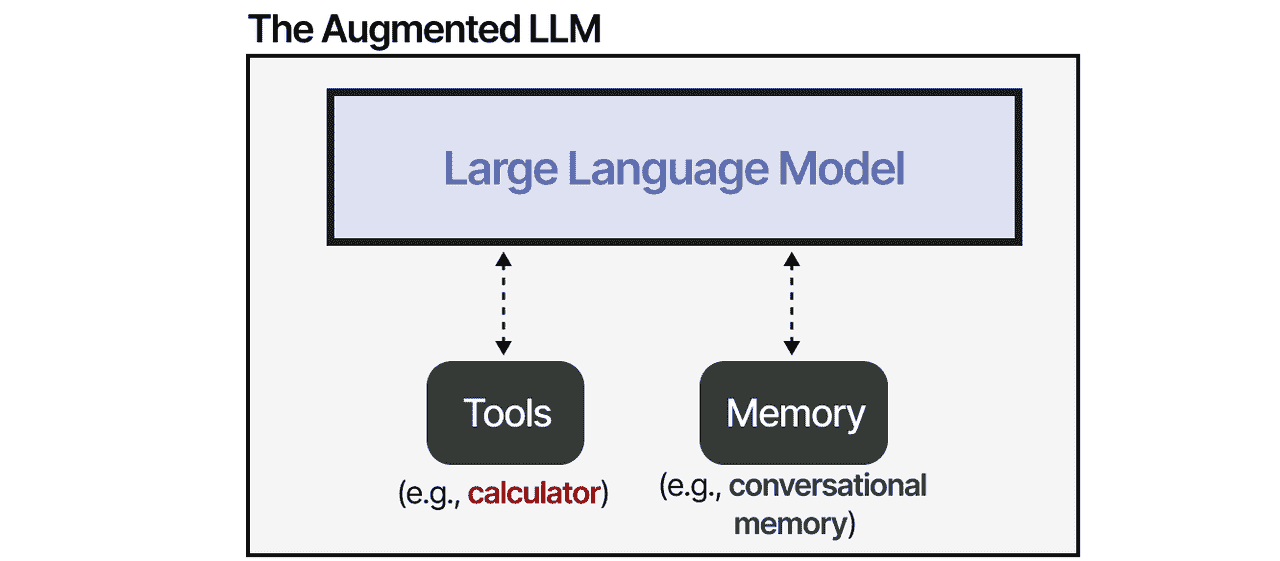 The Augmented LLM
Large Language Model
Tools
Memory
(e.g., calculator)
(e.g., conversational
memory)